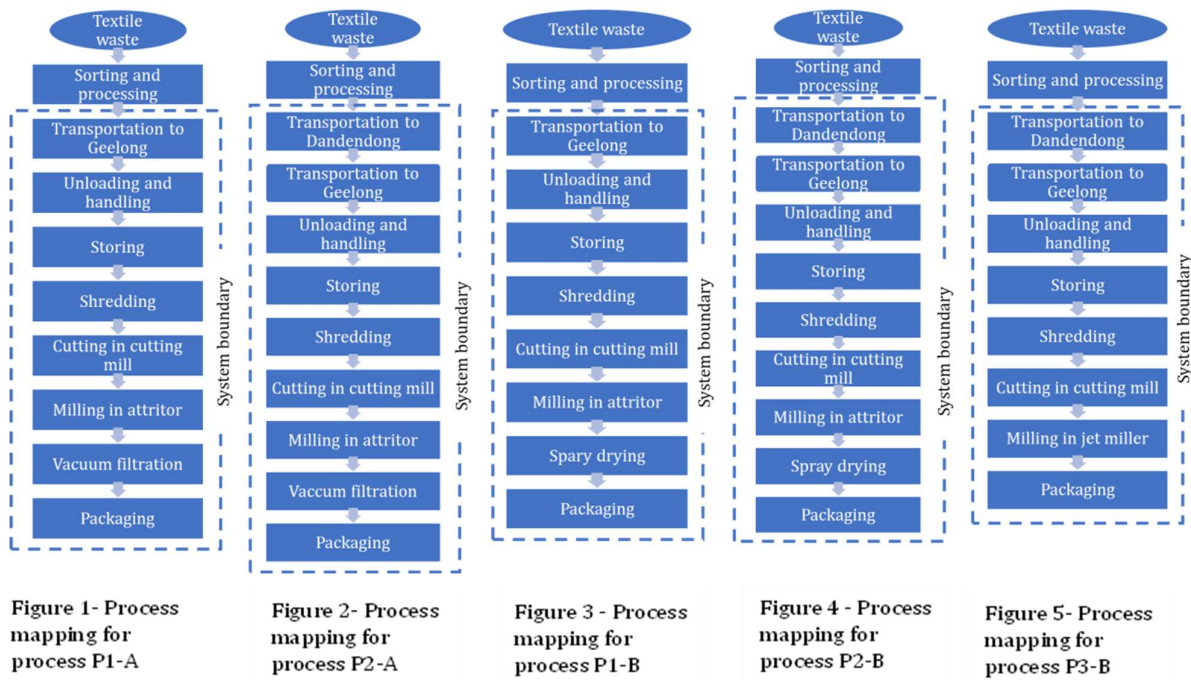 Textile
waste
Sorting and
processing
Transportation to
Geelong
Unloading and
handling
Storing
Shredding
Cutting in cutting
mill
Milling in attritor
Vacuum filtration
Packaging
System boundary
Figure 1- Process
mapping for
process P1-A
Textile
waste
Sorting and
processing
Transportation to
Dandendong
Transportation to
Geelong
Unloading and
handling
Storing
Shredding
Cutting in cutting mill
Milling in attritor
Vaccum filtration
Packaging
System boundary
Figure 2- Process
mapping for
process P2-A
Textile waste
Sorting and processing
Transportation to
Geelong
Unloading and
handling
Storing
Shredding
Cutting in cutting mill
Milling in attritor
Spary drying
Packaging
System boundary
Figure 3 - Process
mapping for
process P1-B
Textile
waste
Sorting and
processing
Transportation to
Dandendong
Transportation to
Geelong
Unloading and
handling
Storing
Shredding
Cutting in cutting
mill
Milling in attritor
Spray drying
Packaging
System boundary
Figure 4 - Process
mapping for
process P2-B
Textile waste
Sorting and processing
Transportation to
Dandendong
Transportation to
Geelong
Unloading and
handling
Storing
Shredding
Cutting in cutting mill
Milling in jet miller
Packaging
System boundary
Figure 5- Process
mapping for
process P3-B